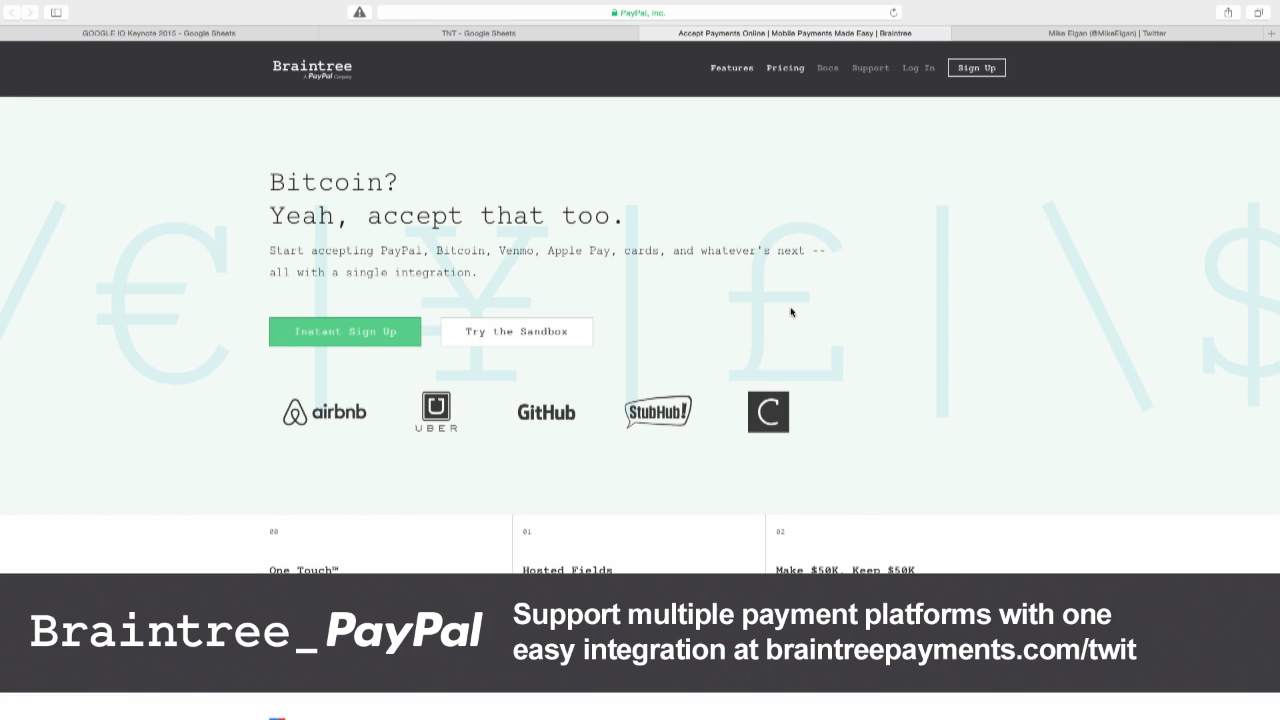 PayPal, Inc.
GOOGLE IO Keynote 2015 - Google Sheets
TNT - Google Sheets
Accept Payments Online | Mobile Payments Made Easy | Braintree
Mike Elgan (@MikeElgan) | Twitter
Braintree
A PayPal Company
Features Pricing Docs Support Log In Sign Up
Bitcoin?
Yeah, accept that too.
Start accepting PayPal, Bitcoin, Venmo, Apple Pay, cards, and whatever's next --
all with a single integration.
/ € | ¥ | £ | \ $
Instant Sign Up Try the Sandbox
airbnb UBER GitHub StubHub! C
00 01 02
One Touch™ Hosted Fields Make $50K, Keep $50K
Braintree_PayPal
Support multiple payment platforms with one
easy integration at braintreepayments.com/twit